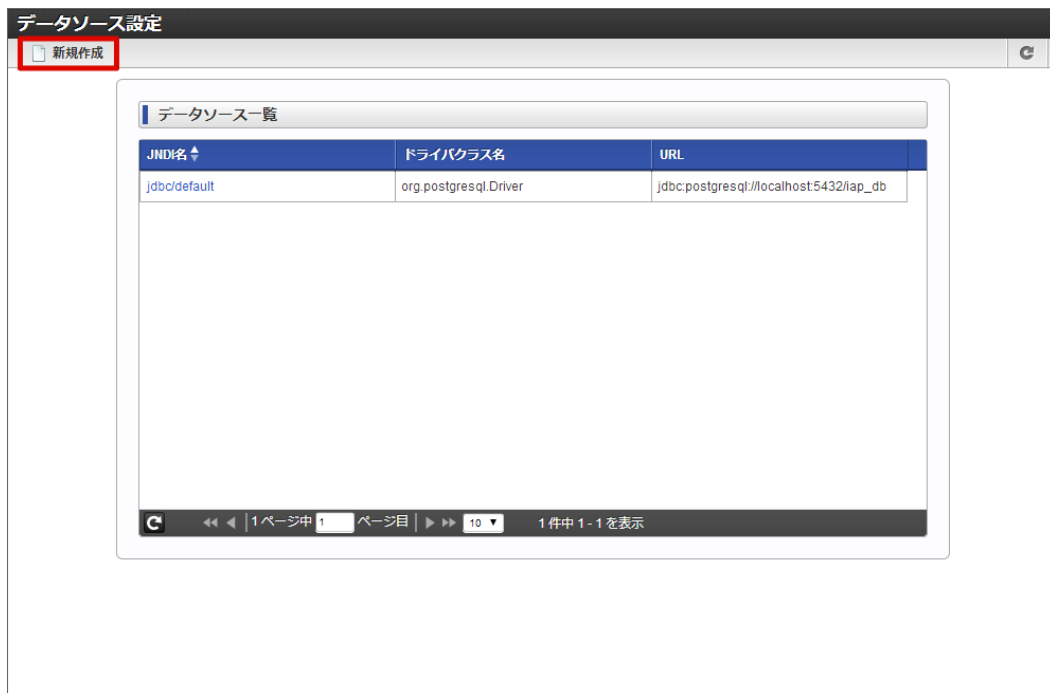 データソース設定
新規作成
データソース一覧
JNDI名 ドライバクラス名 URL
jdbc/default org.postgresql.Driver jdbc:postgresql://localhost:5432/iap_db
1 ページ中 1 ページ目 10 1 件中 1 - 1 を表示